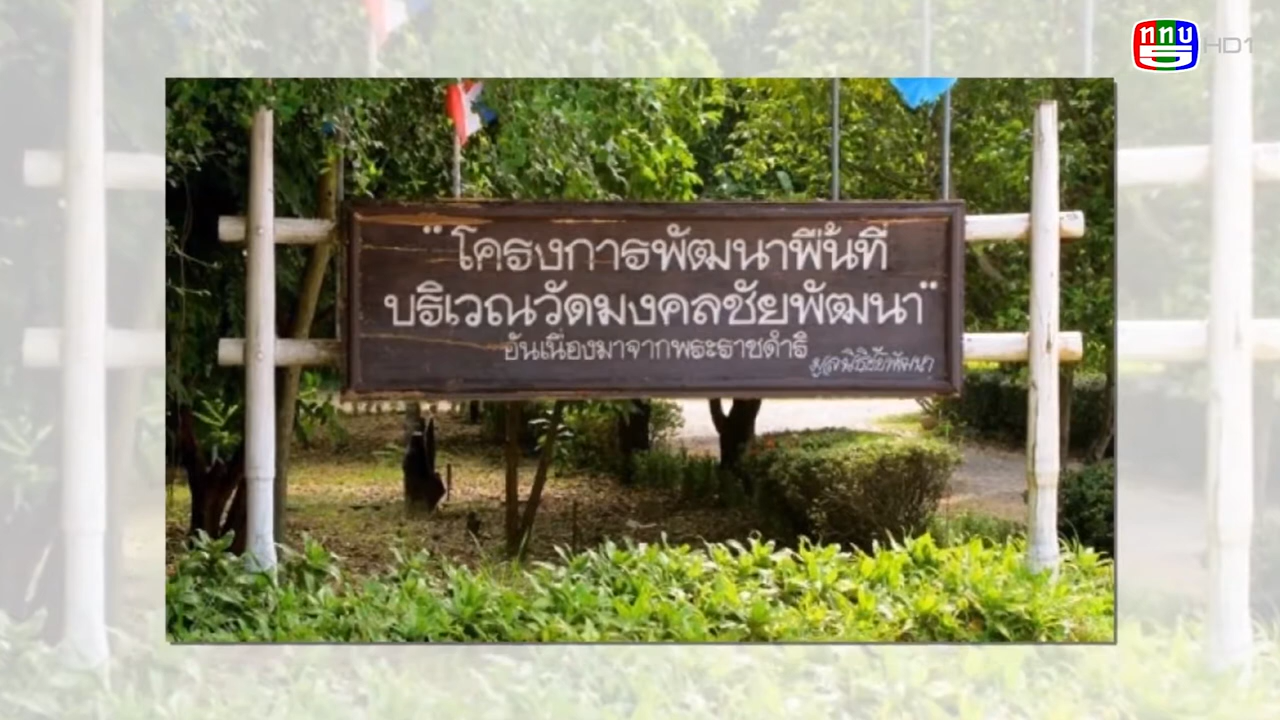 ททบ 5 HD1
"โครงการพัฒนาพื้นที่
บริเวณวัดมงคลชัยพัฒนา"
อันเนื่องมาจากพระราชดำริ
มูลนิธิชัยพัฒนา